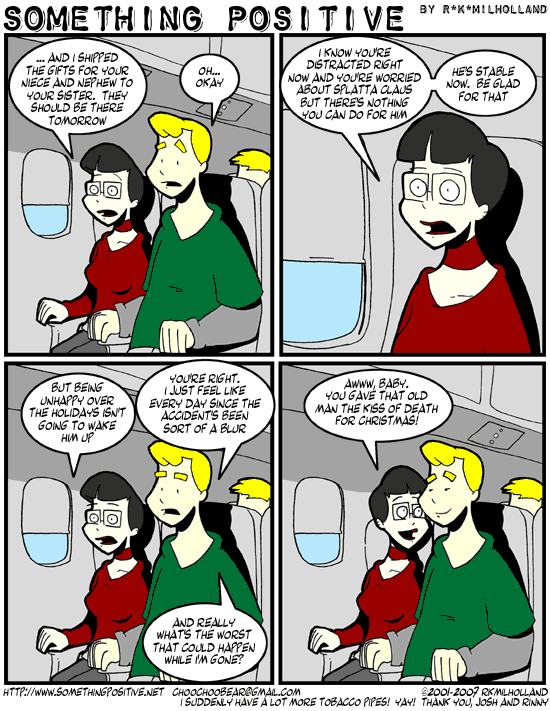 SOMETHING POSITIVE BY R*K*MILHOLLAND
... AND I SHIPPED
THE GIFTS FOR YOUR
NIECE AND NEPHEW TO
YOUR SISTER. THEY
SHOULD BE THERE
TOMORROW
OH...
OKAY
I KNOW YOU'RE
DISTRACTED RIGHT
NOW AND YOU'RE WORRIED
ABOUT SPLATTA CLAUS
BUT THERE'S NOTHING
YOU CAN DO FOR HIM
HE'S STABLE
NOW. BE GLAD
FOR THAT
BUT BEING
UNHAPPY OVER
THE HOLIDAYS ISN'T
GOING TO WAKE
HIM UP
YOU'RE RIGHT.
I JUST FEEL LIKE
EVERY DAY SINCE THE
ACCIDENT'S BEEN
SORT OF A BLUR
AND REALLY
WHAT'S THE WORST
THAT COULD HAPPEN
WHILE I'M GONE?
AWWW, BABY.
YOU GAVE THAT OLD
MAN THE KISS OF DEATH
FOR CHRISTMAS!
HTTP://WWW.SOMETHINGPOSITIVE.NET CHOOCHOOBEAR@GMAIL.COM ©2001-2007 RKMILHOLLAND
I SUDDENLY HAVE A LOT MORE TOBACCO PIPES! YAY! THANK YOU, JOSH AND RINNY